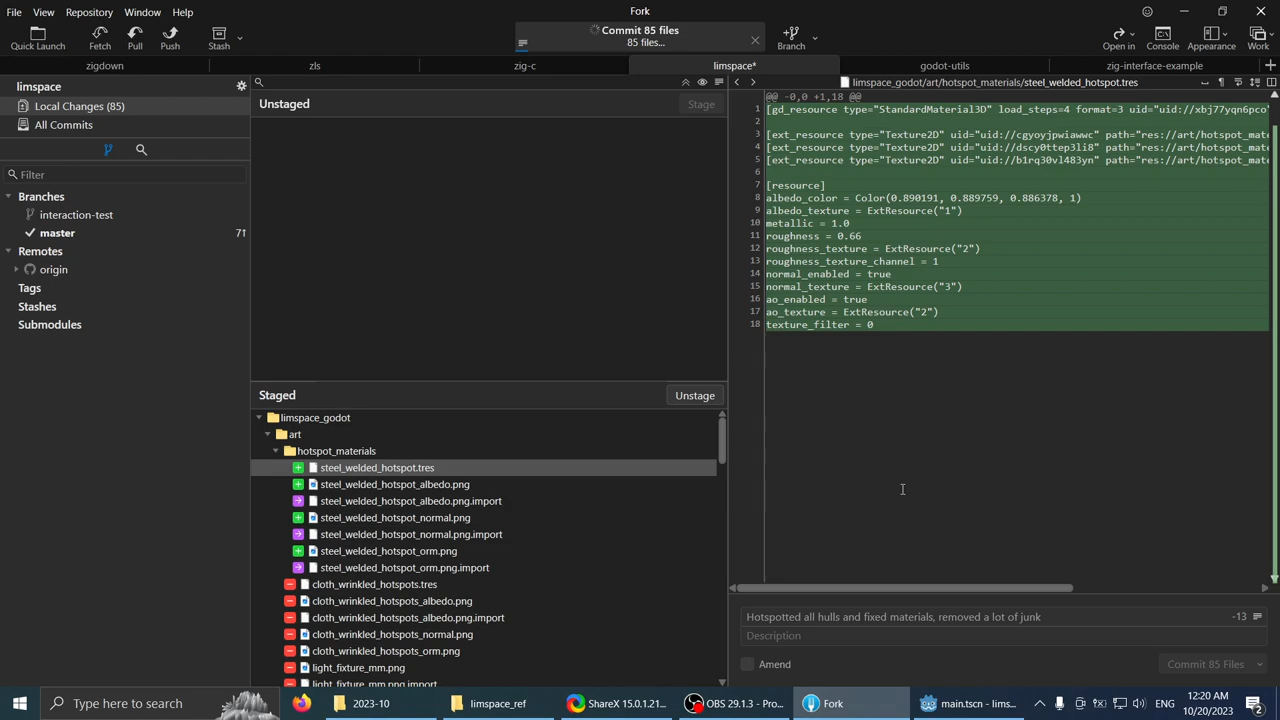 File View Repository Window Help
Fork
Quick Launch Fetch Pull Push Stash
Commit 85 files
85 files...
Branch
Open in Console Appearance Work
zigdown zls zig-c limspace* godot-utils zig-interface-example
limspace
Local Changes (85)
All Commits
Filter
Branches
interaction-test
master 7↑
Remotes
origin
Tags
Stashes
Submodules
Unstaged
Stage
Staged
Unstage
limspace_godot
art
hotspot_materials
steel_welded_hotspot.tres
steel_welded_hotspot_albedo.png
steel_welded_hotspot_albedo.png.import
steel_welded_hotspot_normal.png
steel_welded_hotspot_normal.png.import
steel_welded_hotspot_orm.png
steel_welded_hotspot_orm.png.import
cloth_wrinkled_hotspots.tres
cloth_wrinkled_hotspots_albedo.png
cloth_wrinkled_hotspots_albedo.png.import
cloth_wrinkled_hotspots_normal.png
cloth_wrinkled_hotspots_orm.png
light_fixture_mm.png
light_fixture_mm.png.import
limspace_godot/art/hotspot_materials/steel_welded_hotspot.tres
@@ -0,0 +1,18 @@
1 [gd_resource type="StandardMaterial3D" load_steps=4 format=3 uid="uid://xbj77yqn6pco"
2
3 [ext_resource type="Texture2D" uid="uid://cgyoyjpwiawwc" path="res://art/hotspot_mate
4 [ext_resource type="Texture2D" uid="uid://dscy0ttep3li8" path="res://art/hotspot_mate
5 [ext_resource type="Texture2D" uid="uid://b1rq30vl483yn" path="res://art/hotspot_mate
6
7 [resource]
8 albedo_color = Color(0.890191, 0.889759, 0.886378, 1)
9 albedo_texture = ExtResource("1")
10 metallic = 1.0
11 roughness = 0.66
12 roughness_texture = ExtResource("2")
13 roughness_texture_channel = 1
14 normal_enabled = true
15 normal_texture = ExtResource("3")
16 ao_enabled = true
17 ao_texture = ExtResource("2")
18 texture_filter = 0
Hotspotted all hulls and fixed materials, removed a lot of junk -13
Description
Amend
Commit 85 Files
Type here to search
2023-10
limspace_ref
ShareX 15.0.1.21...
OBS 29.1.3 - Pro...
Fork
main.tscn - lims...
ENG
12:20 AM
10/20/2023
2